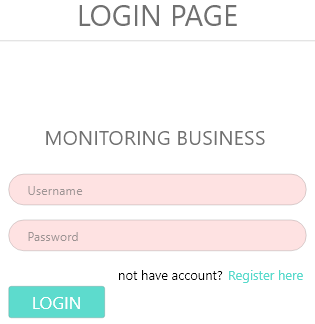 LOGIN PAGE
MONITORING BUSINESS
Username
Password
not have account? Register here
LOGIN